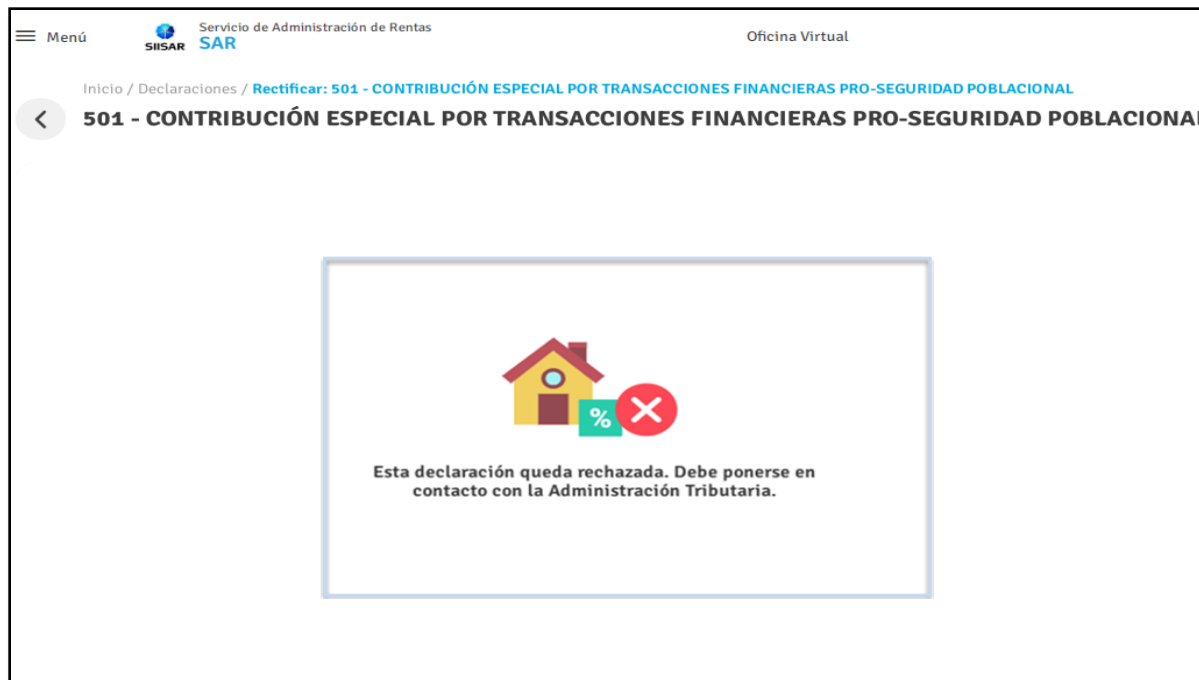 Menú
SIISAR
Servicio de Administración de Rentas
SAR
Oficina Virtual
Inicio / Declaraciones / Rectificar: 501 - CONTRIBUCIÓN ESPECIAL POR TRANSACCIONES FINANCIERAS PRO-SEGURIDAD POBLACIONAL
501 - CONTRIBUCIÓN ESPECIAL POR TRANSACCIONES FINANCIERAS PRO-SEGURIDAD POBLACIONAL
%
Esta declaración queda rechazada. Debe ponerse en
contacto con la Administración Tributaria.